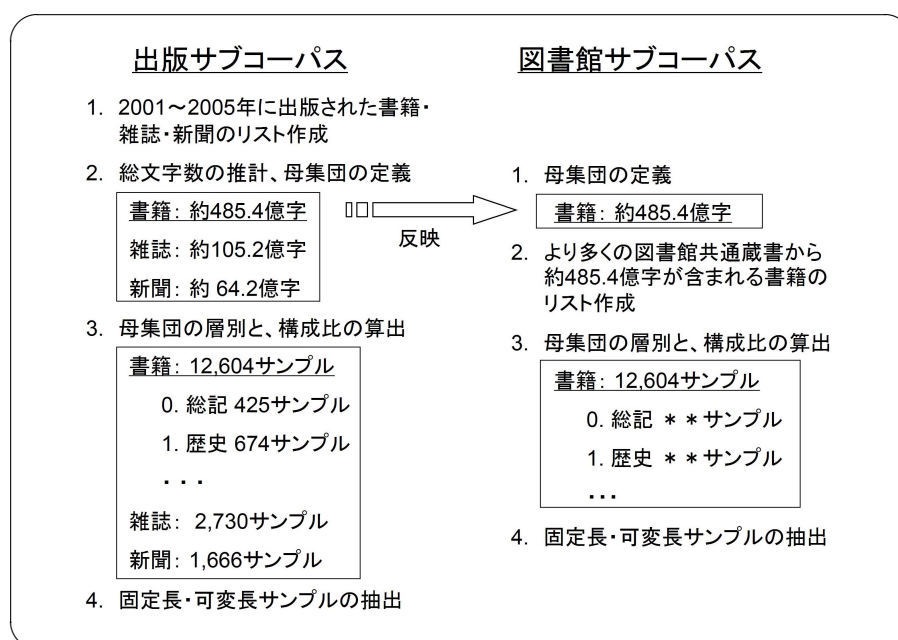 出版サブコーパス
1. 2001～2005年に出版された書籍・
雑誌・新聞のリスト作成
2. 総文字数の推計、母集団の定義
書籍： 約485.4億字
雑誌： 約105.2億字
新聞： 約 64.2億字
反映
3. 母集団の層別と、構成比の算出
書籍： 12,604サンプル
0. 総記 425サンプル
1. 歴史 674サンプル
・・・
雑誌： 2,730サンプル
新聞： 1,666サンプル
4. 固定長・可変長サンプルの抽出
図書館サブコーパス
1. 母集団の定義
書籍： 約485.4億字
2. より多くの図書館共通蔵書から
約485.4億字が含まれる書籍の
リスト作成
3. 母集団の層別と、構成比の算出
書籍： 12,604サンプル
0. 総記 ＊＊サンプル
1. 歴史 ＊＊サンプル
・・・
4. 固定長・可変長サンプルの抽出